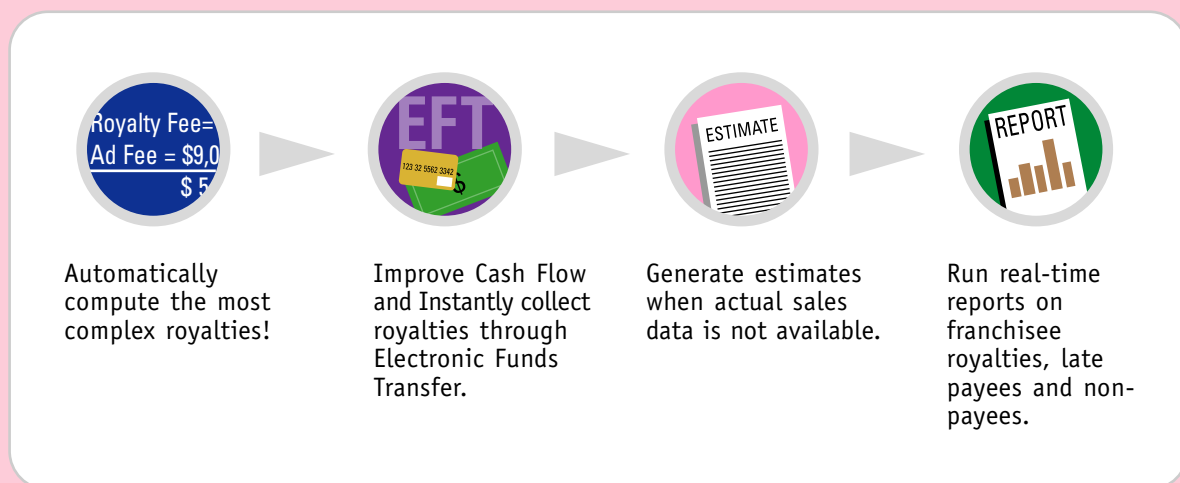 Royalty Fee=
Ad Fee = $9,0
$ 5
EFT
123 32 5562 3342
$
ESTIMATE
REPORT
Automatically
compute the most
complex royalties!
Improve Cash Flow
and Instantly collect
royalties through
Electronic Funds
Transfer.
Generate estimates
when actual sales
data is not available.
Run real-time
reports on
franchisee
royalties, late
payees and non-
payees.